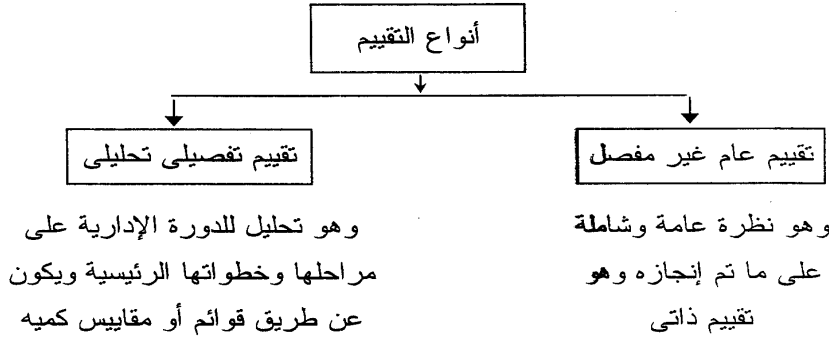 أنواع التقييم
تقييم عام غير مفصل
وهو نظرة عامة وشاملة
على ما تم إنجازه وهو
تقييم ذاتى
تقييم تفصيلى تحليلى
وهو تحليل للدورة الإدارية على
مراحلها وخطواتها الرئيسية ويكون
عن طريق قوائم أو مقاييس كميه